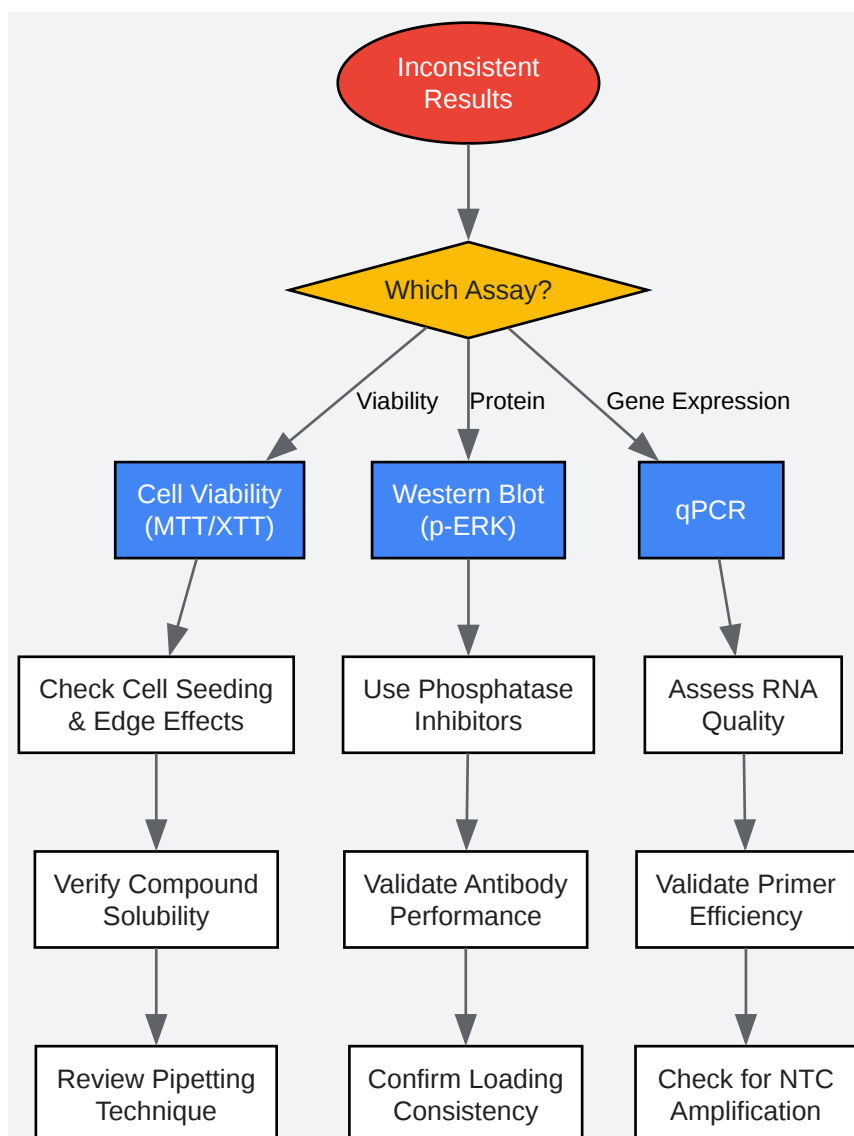 Inconsistent
Results
Which Assay?
Viability
Protein
Gene Expression
Cell Viability
(MTT/XTT)
Western Blot
(p-ERK)
qPCR
Check Cell Seeding
& Edge Effects
Use Phosphatase
Inhibitors
Assess RNA
Quality
Verify Compound
Solubility
Validate Antibody
Performance
Validate Primer
Efficiency
Review Pipetting
Technique
Confirm Loading
Consistency
Check for NTC
Amplification